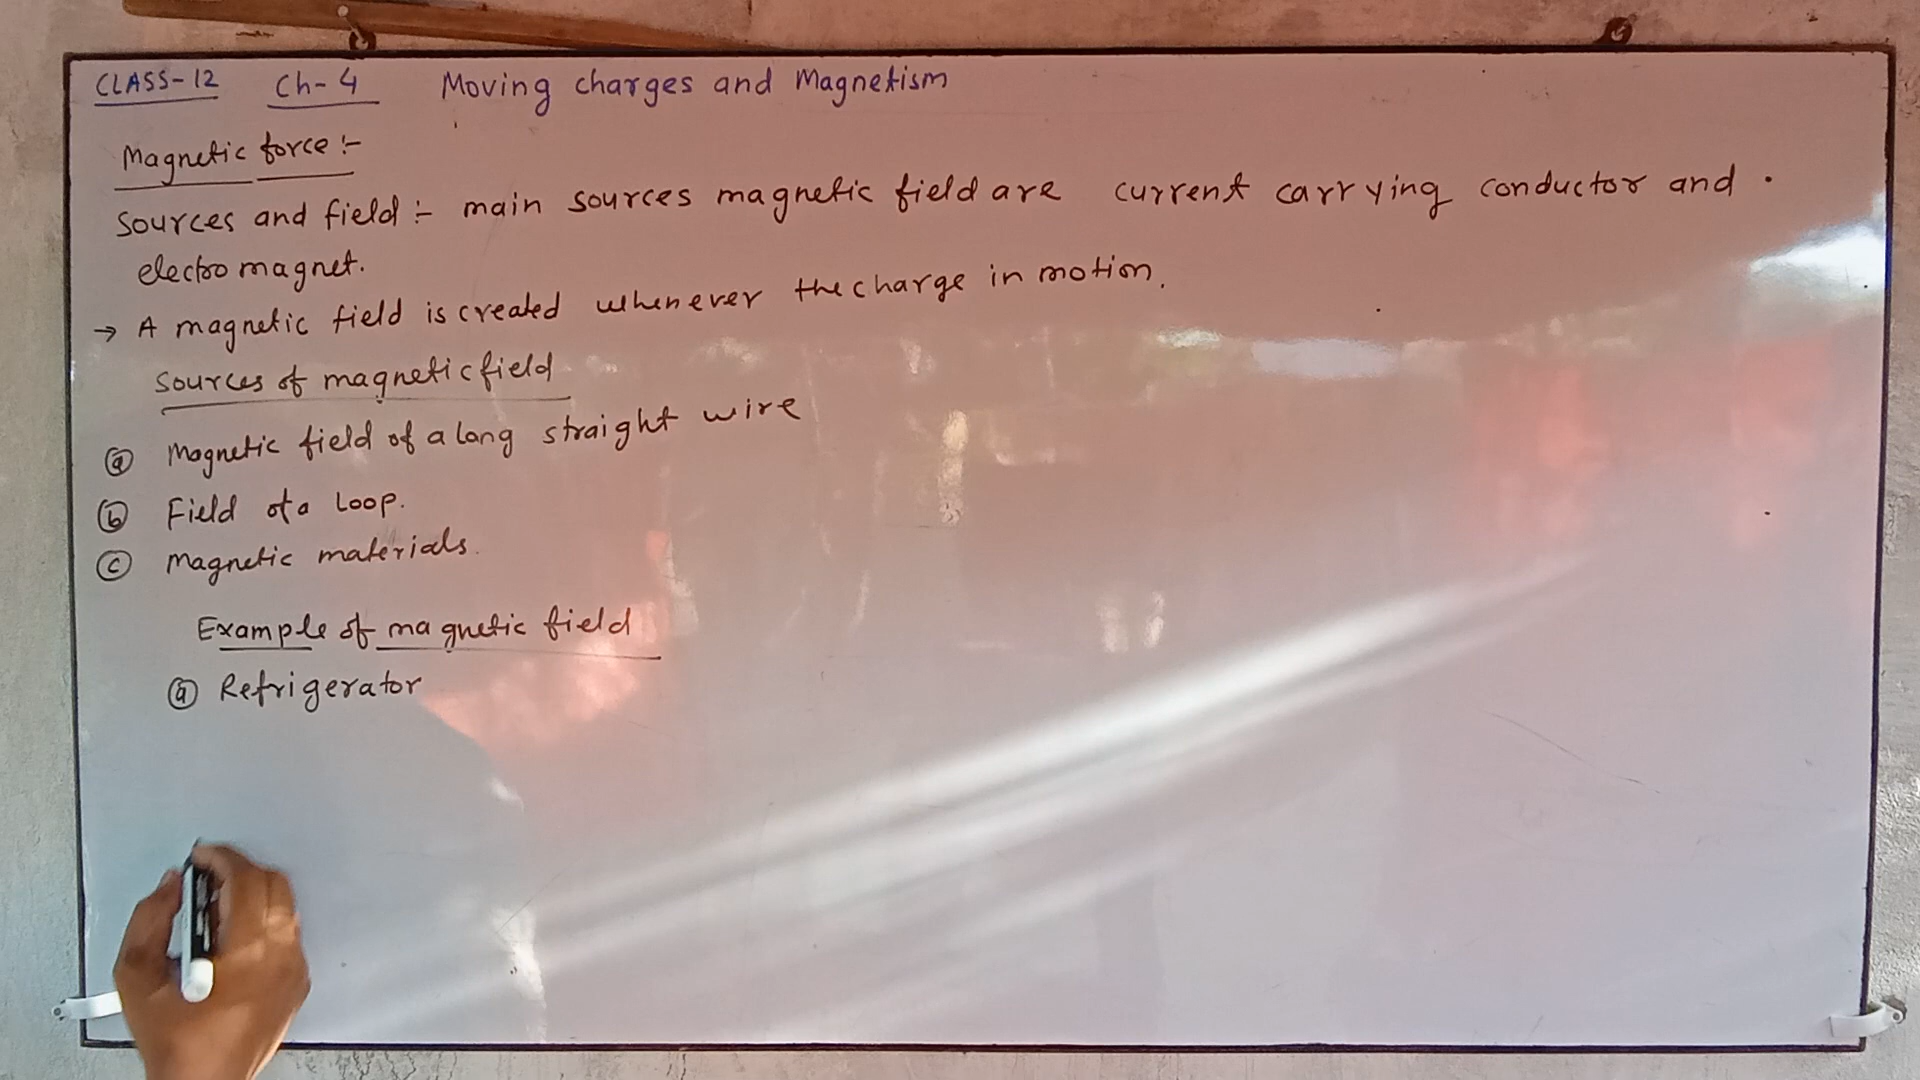 CLASS-12 Ch-4 Moving charges and Magnetism
Magnetic force :-
Sources and field :- main sources magnetic field are current carrying conductor and
electro magnet.
→ A magnetic field is created whenever the charge in motion.
Sources of magnetic field
ⓐ Magnetic field of a long straight wire
ⓑ Field of a Loop.
ⓒ Magnetic materials.
Example of magnetic field
ⓐ Refrigerator